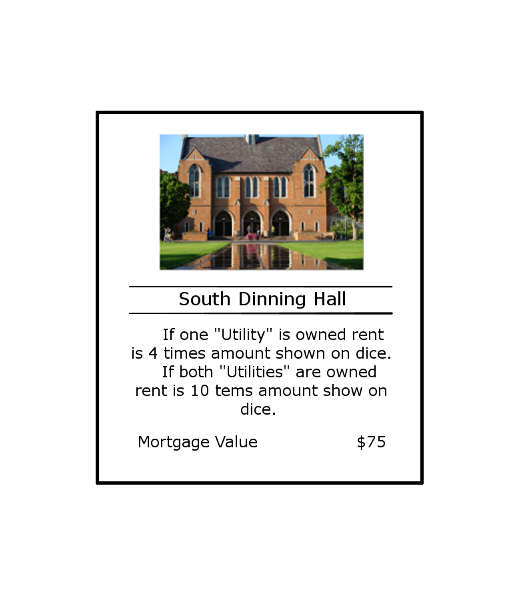 South Dinning Hall
If one "Utility" is owned rent
is 4 times amount shown on dice.
If both "Utilities" are owned
rent is 10 tems amount show on
dice.
Mortgage Value $75